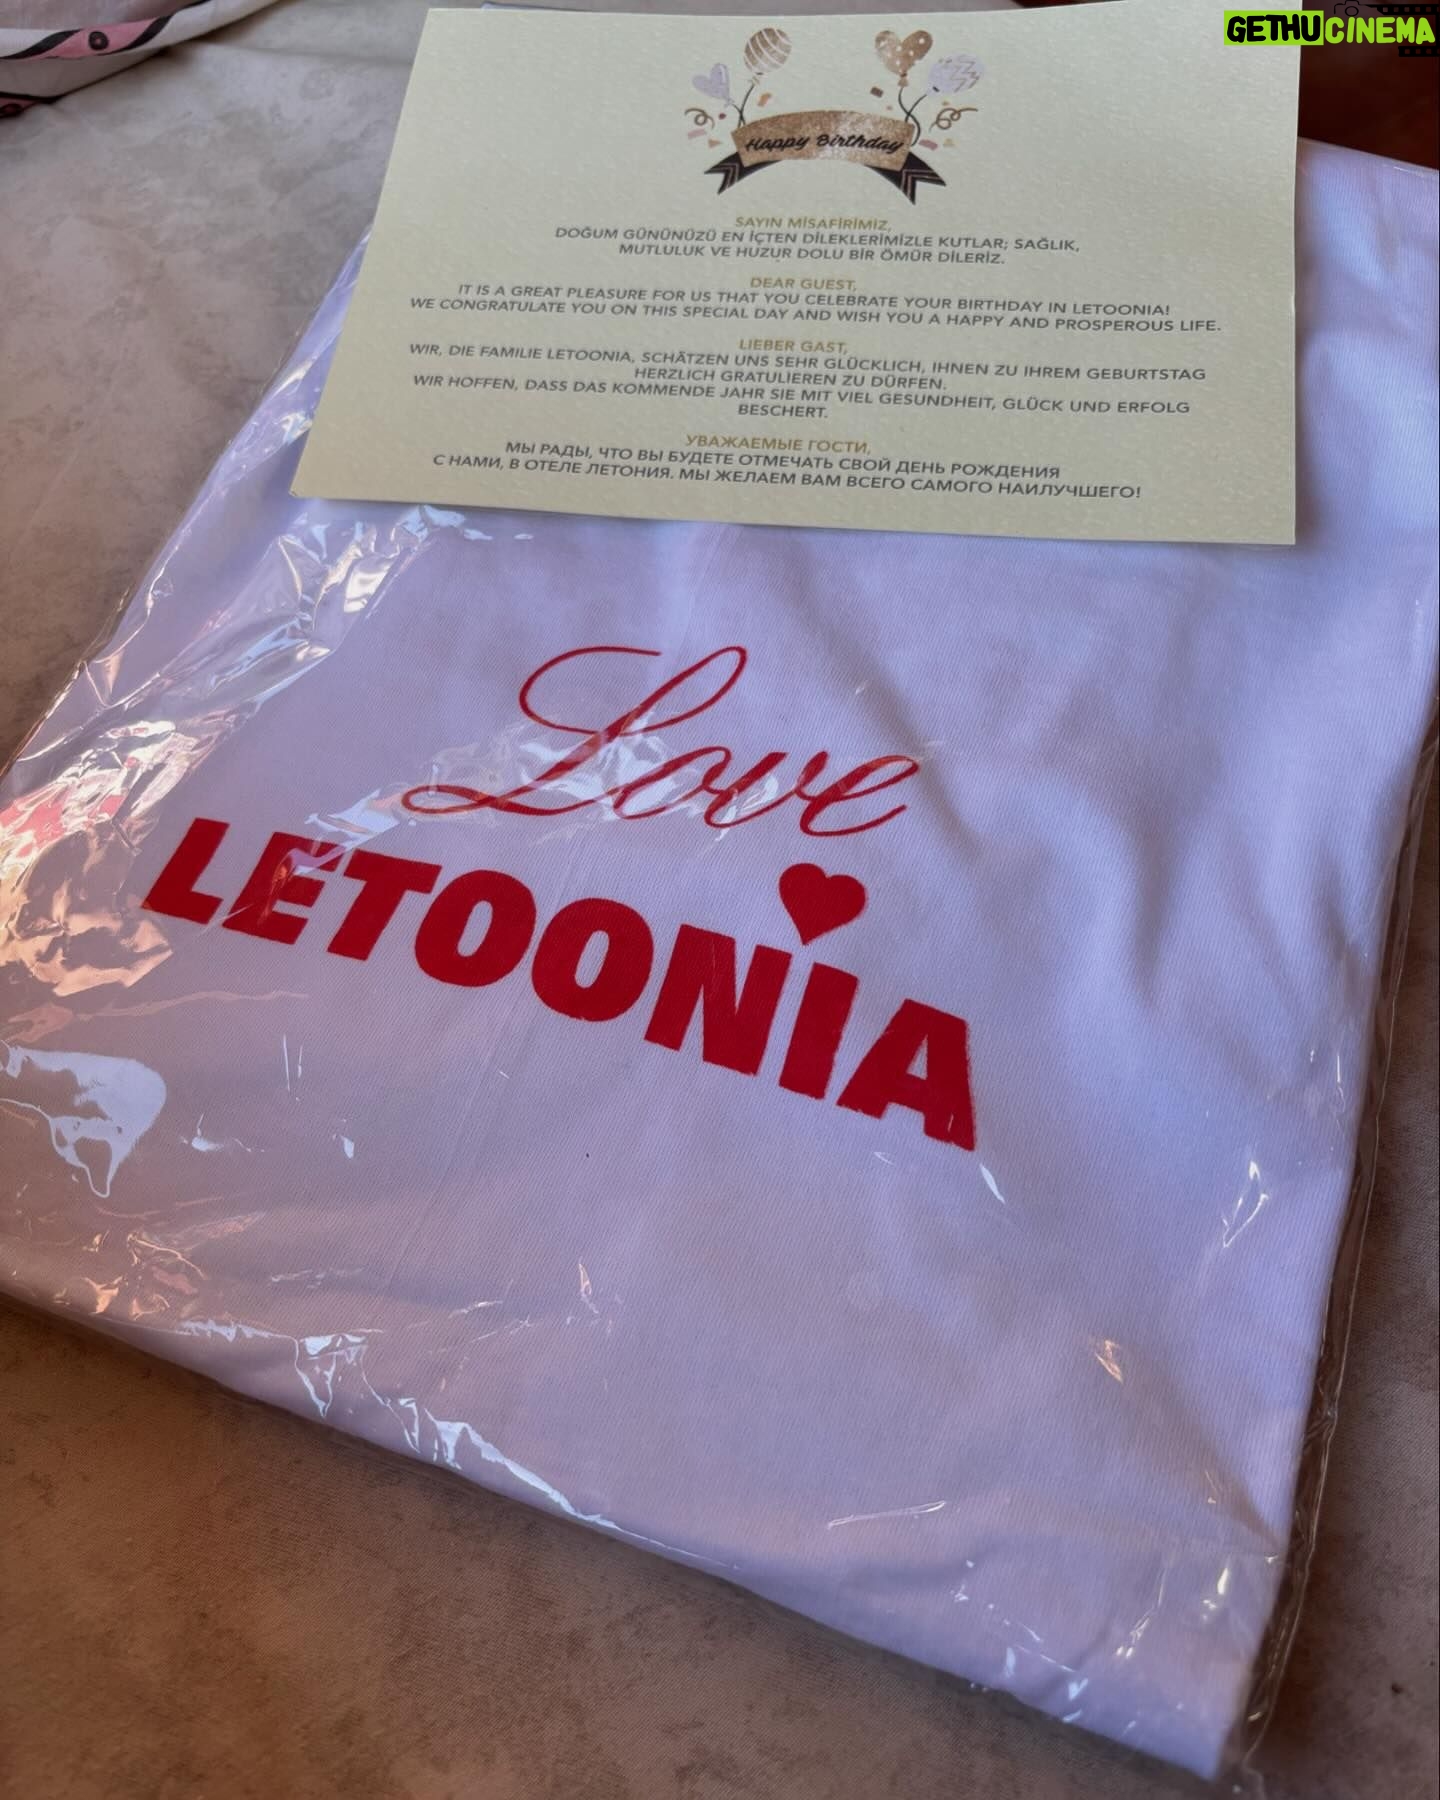 GETHUCINEMA
Happy Birthday
SAYIN MİSAFİRİMİZ,
DOĞUM GÜNÜNÜZÜ EN İÇTEN DİLEKLERİMİZLE KUTLAR; SAĞLIK,
MUTLULUK VE HUZUR DOLU BİR ÖMÜR DİLERİZ.
DEAR GUEST,
IT IS A GREAT PLEASURE FOR US THAT YOU CELEBRATE YOUR BIRTHDAY IN LETOONIA!
WE CONGRATULATE YOU ON THIS SPECIAL DAY AND WISH YOU A HAPPY AND PROSPEROUS LIFE.
LIEBER GAST,
WIR, DIE FAMILIE LETOONIA, SCHÄTZEN UNS SEHR GLÜCKLICH, IHNEN ZU IHREM GEBURTSTAG
HERZLICH GRATULIEREN ZU DÜRFEN.
WIR HOFFEN, DASS DAS KOMMENDE JAHR SIE MIT VIEL GESUNDHEIT, GLÜCK UND ERFOLG
BESCHERT.
УВАЖАЕМЫЕ ГОСТИ,
МЫ РАДЫ, ЧТО ВЫ БУДЕТЕ ОТМЕЧАТЬ СВОЙ ДЕНЬ РОЖДЕНИЯ
С НАМИ, В ОТЕЛЕ ЛЕТОНИЯ. МЫ ЖЕЛАЕМ ВАМ ВСЕГО САМОГО НАИЛУЧШЕГО!
Love
LETOONIA